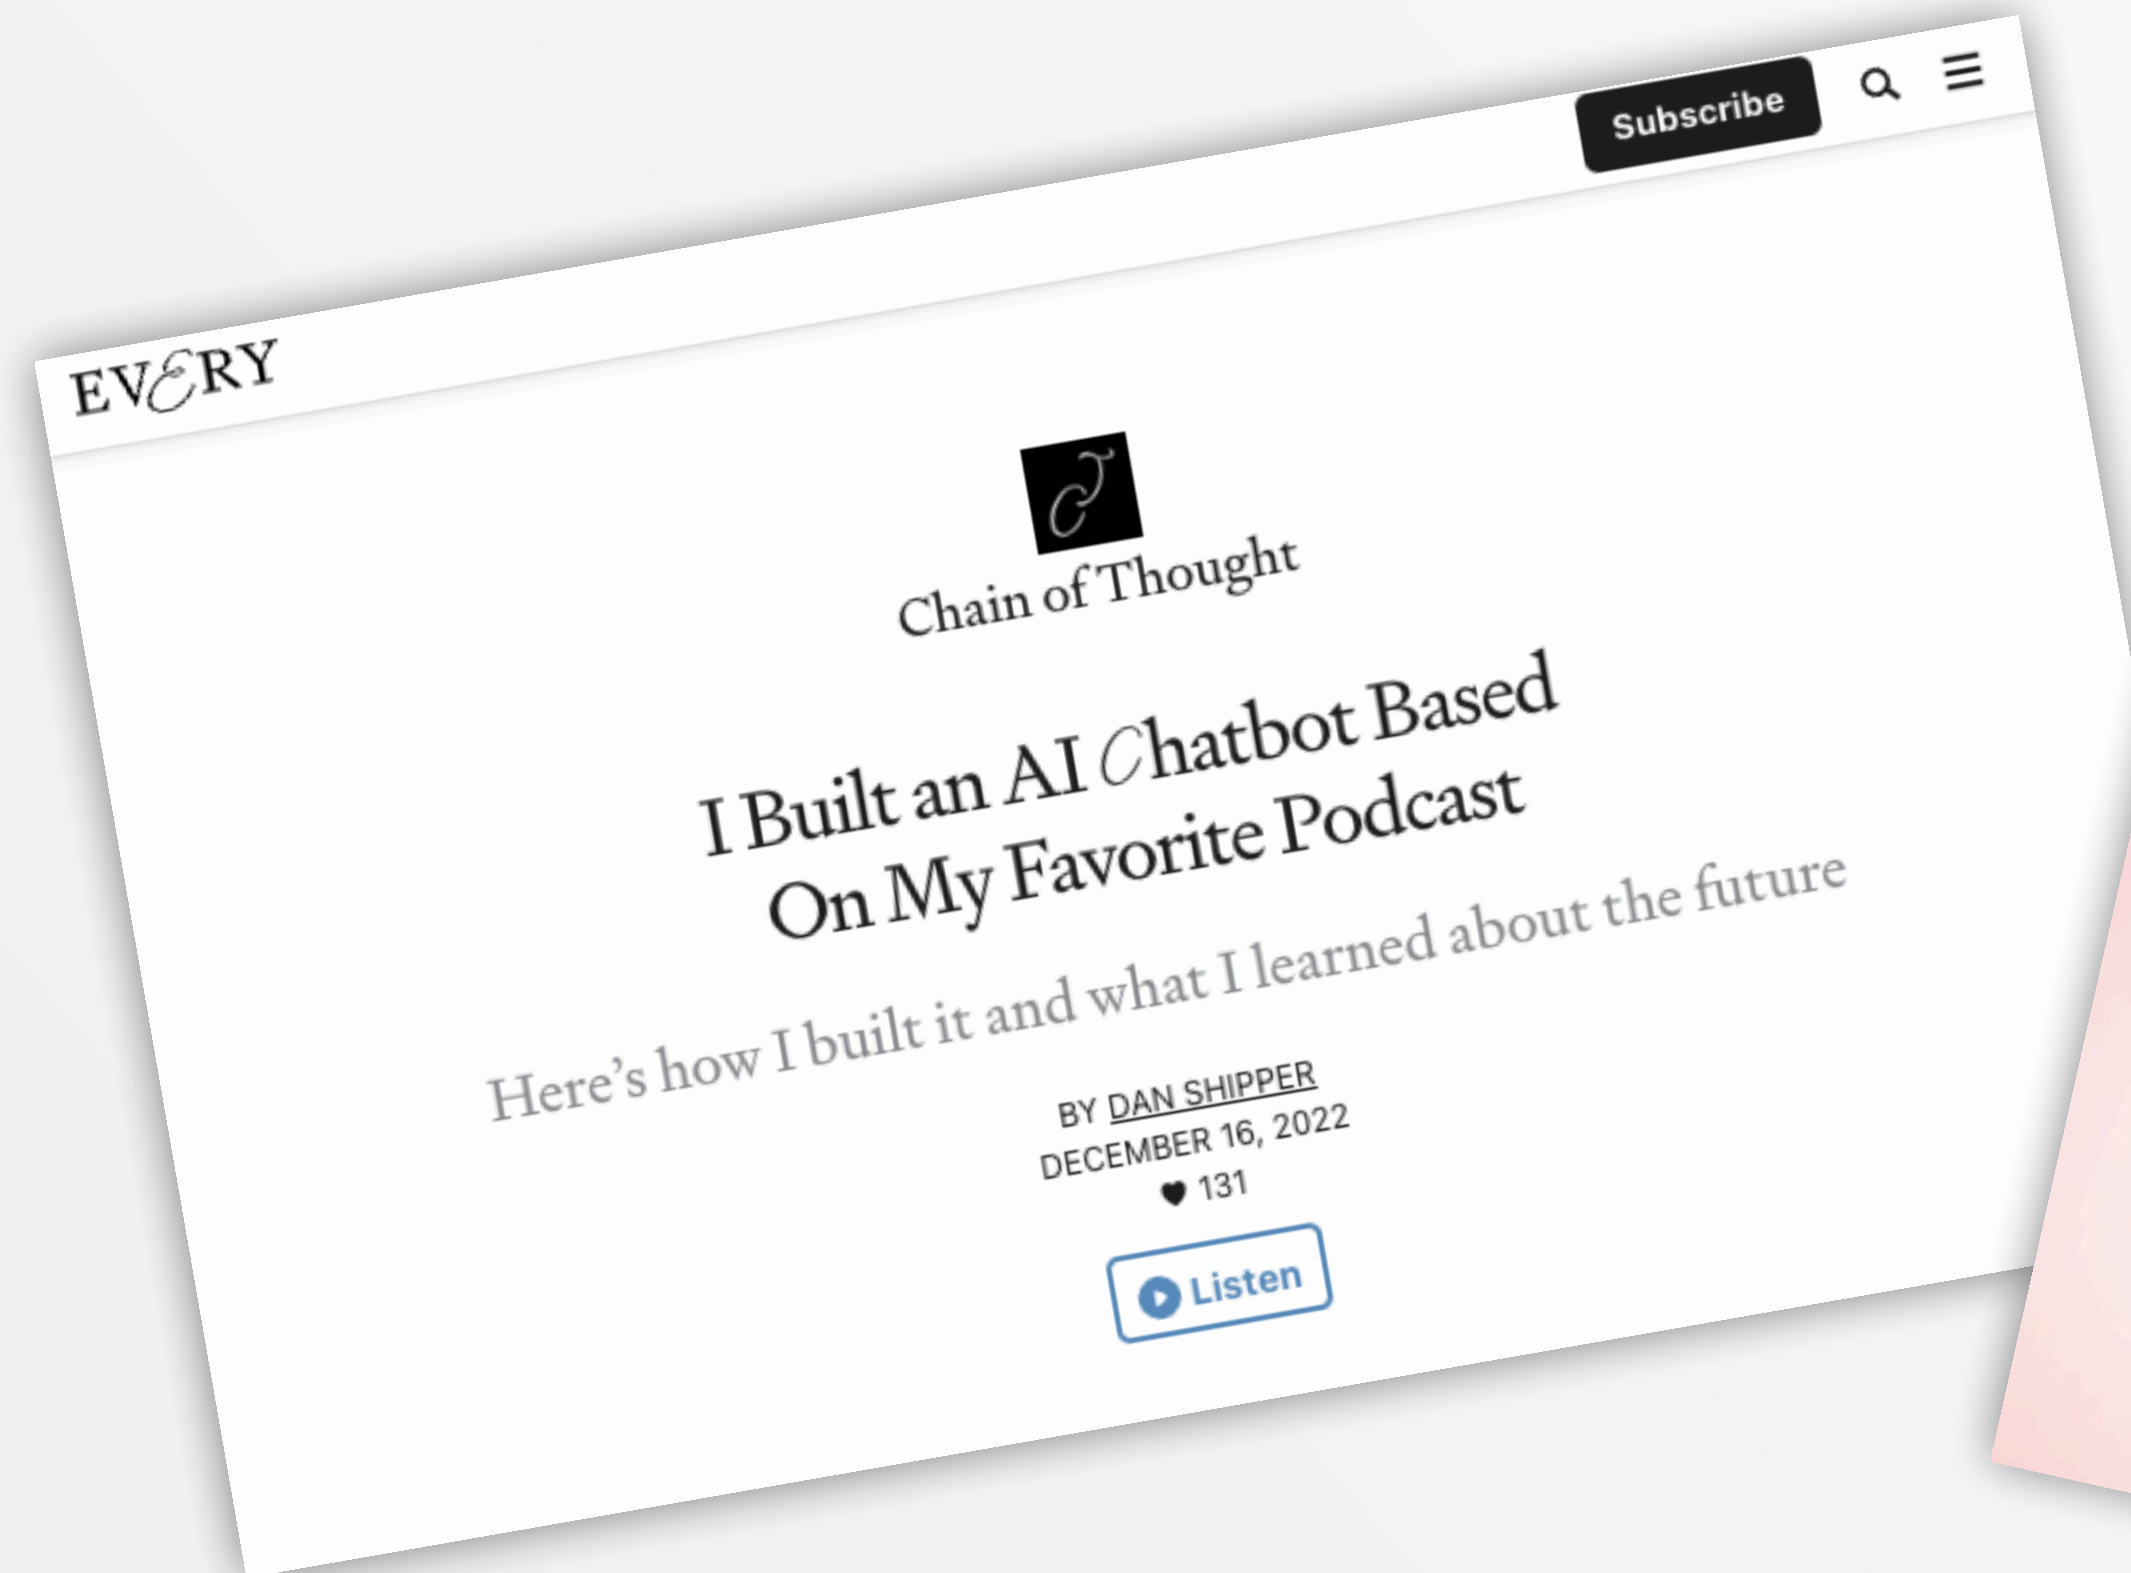 EVERY
Subscribe
CT
Chain of Thought
I Built an AI Chatbot Based
On My Favorite Podcast
Here’s how I built it and what I learned about the future
BY DAN SHIPPER
DECEMBER 16, 2022
131
Listen